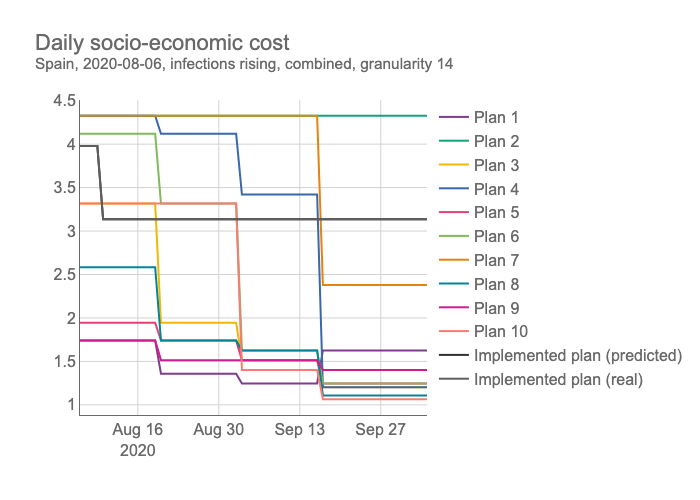 Daily socio-economic cost
Spain, 2020-08-06, infections rising, combined, granularity 14
4.5
4
3.5
3
2.5
2
1.5
1
Aug 16
2020
Aug 30
Sep 13
Sep 27
Plan 1
Plan 2
Plan 3
Plan 4
Plan 5
Plan 6
Plan 7
Plan 8
Plan 9
Plan 10
Implemented plan (predicted)
Implemented plan (real)